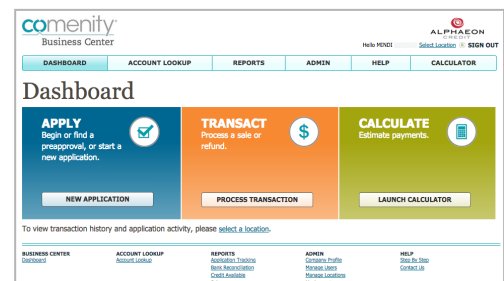 comenity
Business Center
ALPHAEON
CREDIT
Hello MINDI Select Location SIGN OUT
DASHBOARD ACCOUNT LOOKUP REPORTS ADMIN HELP CALCULATOR
Dashboard
APPLY
Begin or find a
preapproval, or start a
new application.
NEW APPLICATION
TRANSACT
Process a sale or
refund.
$
PROCESS TRANSACTION
CALCULATE
Estimate payments.
LAUNCH CALCULATOR
To view transaction history and application activity, please select a location.
BUSINESS CENTER ACCOUNT LOOKUP REPORTS ADMIN HELP
Dashboard Account Lookup Application Tracking Company Profile Step By Step
Bank Reconciliation Manage Users Contact Us
Credit Available Manage Locations